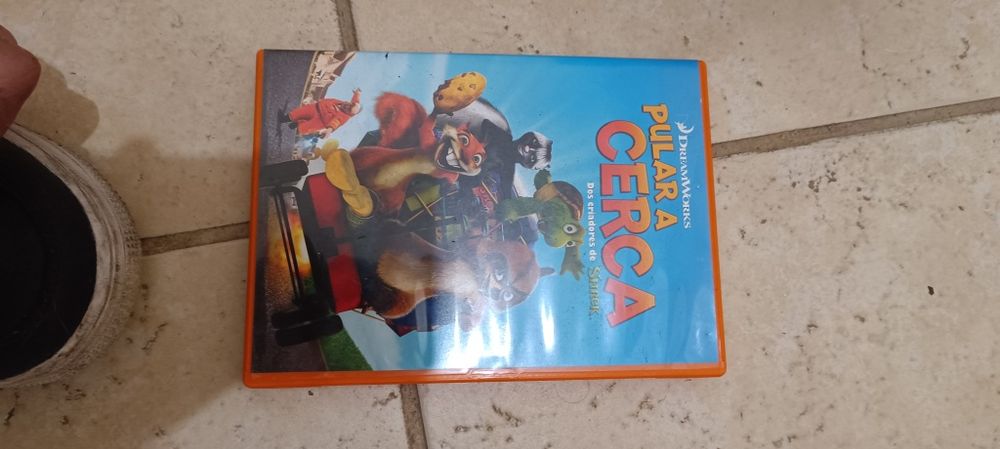 DREAMWORKS
PULAR A
CERCA
Dos criadores de SHREK